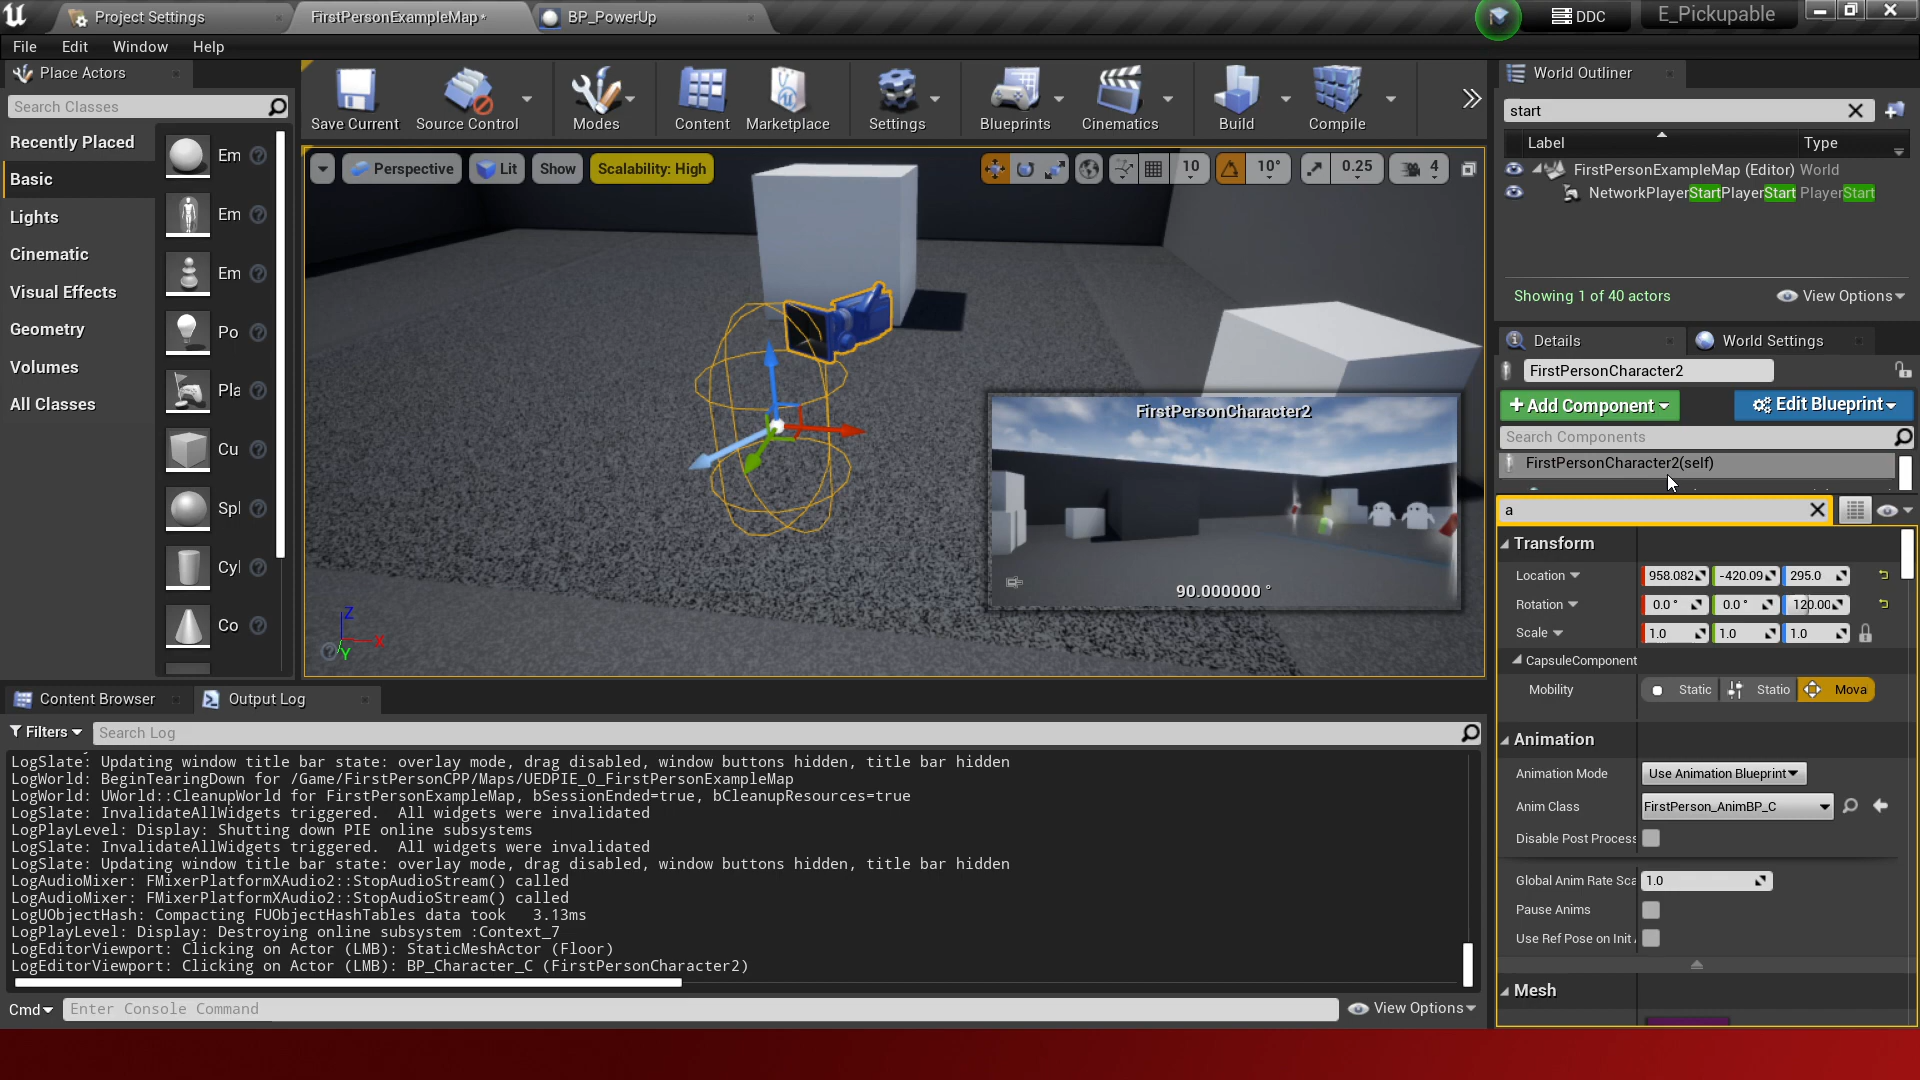 Project Settings
FirstPersonExampleMap*
BP_PowerUp
DDC
E_Pickupable
File
Edit
Window
Help
Place Actors
Search Classes
Recently Placed
Basic
Lights
Cinematic
Visual Effects
Geometry
Volumes
All Classes
Em
Em
Em
Po
Pla
Cu
Spl
Cyl
Co
Save Current
Source Control
Modes
Content
Marketplace
Settings
Blueprints
Cinematics
Build
Compile
Perspective
Lit
Show
Scalability: High
10
10°
0.25
4
FirstPersonCharacter2
90.000000 °
Z
X
Y
World Outliner
start
Label
Type
FirstPersonExampleMap (Editor) World
NetworkPlayerStartPlayerStart PlayerStart
Showing 1 of 40 actors
View Options
Details
World Settings
FirstPersonCharacter2
+Add Component
Edit Blueprint
Search Components
FirstPersonCharacter2(self)
a
Transform
Location
958.082
-420.09
295.0
Rotation
0.0 °
0.0 °
120.00
Scale
1.0
1.0
1.0
CapsuleComponent
Mobility
Static
Statio
Mova
Animation
Animation Mode
Use Animation Blueprint
Anim Class
FirstPerson_AnimBP_C
Disable Post Process
Global Anim Rate Sca
1.0
Pause Anims
Use Ref Pose on Init
Mesh
Content Browser
Output Log
Filters
Search Log
LogSlate: Updating window title bar state: overlay mode, drag disabled, window buttons hidden, title bar hidden
LogWorld: BeginTearingDown for /Game/FirstPersonCPP/Maps/UEDPIE_0_FirstPersonExampleMap
LogWorld: UWorld::CleanupWorld for FirstPersonExampleMap, bSessionEnded=true, bCleanupResources=true
LogSlate: InvalidateAllWidgets triggered.  All widgets were invalidated
LogPlayLevel: Display: Shutting down PIE online subsystems
LogSlate: InvalidateAllWidgets triggered.  All widgets were invalidated
LogSlate: Updating window title bar state: overlay mode, drag disabled, window buttons hidden, title bar hidden
LogAudioMixer: FMixerPlatformXAudio2::StopAudioStream() called
LogAudioMixer: FMixerPlatformXAudio2::StopAudioStream() called
LogUObjectHash: Compacting FUObjectHashTables data took   3.13ms
LogPlayLevel: Display: Destroying online subsystem :Context_7
LogEditorViewport: Clicking on Actor (LMB): StaticMeshActor (Floor)
LogEditorViewport: Clicking on Actor (LMB): BP_Character_C (FirstPersonCharacter2)
Cmd
Enter Console Command
View Options